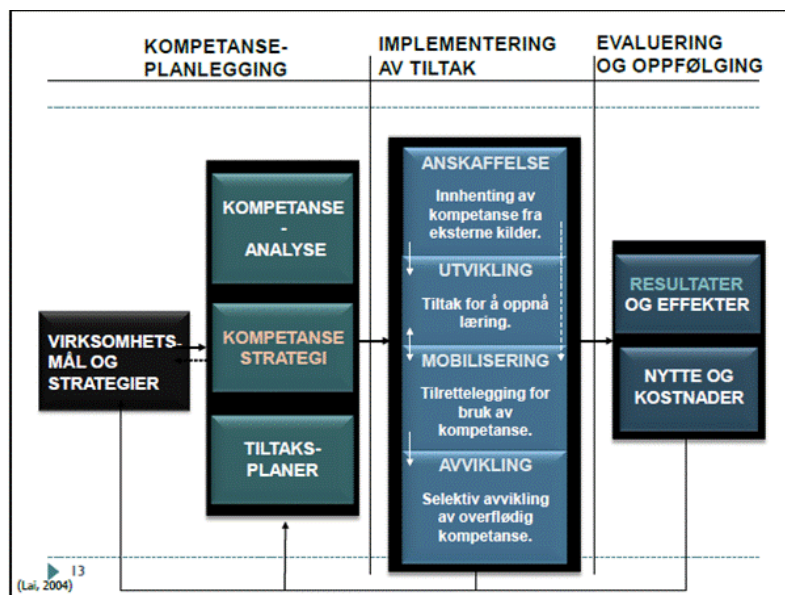 KOMPETANSE-
PLANLEGGING
IMPLEMENTERING
AV TILTAK
EVALUERING
OG OPPFØLGING
VIRKSOMHETS-
MÅL OG
STRATEGIER
KOMPETANSE
-
ANALYSE
KOMPETANSE
STRATEGI
TILTAKS-
PLANER
ANSKAFFELSE
Innhenting av
kompetanse fra
eksterne kilder.
UTVIKLING
Tiltak for å oppnå
læring.
MOBILISERING
Tilrettelegging for
bruk av
kompetanse.
AVVIKLING
Selektiv avvikling
av overflødig
kompetanse.
RESULTATER
OG EFFEKTER
NYTTE OG
KOSTNADER
13
(Lai, 2004)